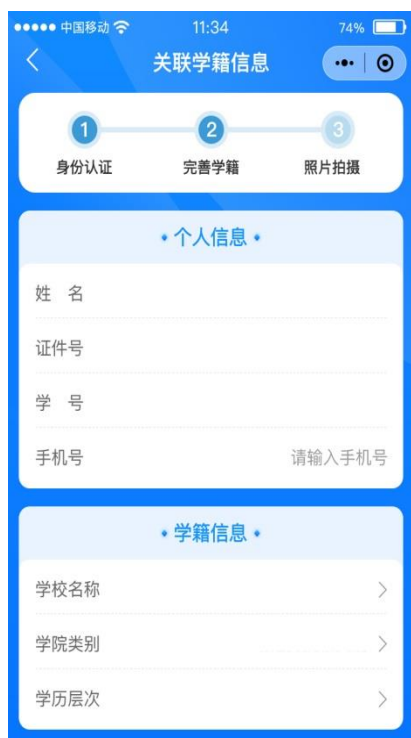 中国移动 11:34 74%
关联学籍信息
1 2 3
身份认证 完善学籍 照片拍摄
个人信息
姓 名
证件号
学 号
手机号 请输入手机号
学籍信息
学校名称
学院类别
学历层次